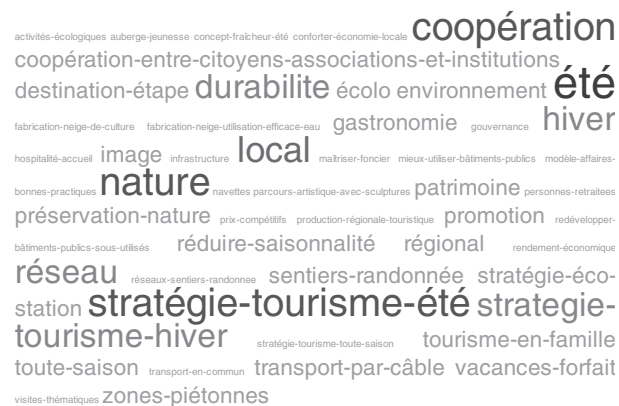 activités-écologiques auberge-jeunesse concept-fraîcheur-été conforter-économie-locale coopération
coopération-entre-citoyens-associations-et-institutions
destination-étape durabilite écolo environnement été
fabrication-neige-de-culture fabrication-neige-utilisation-efficace-eau gastronomie gouvernance hiver
hospitalité-accueil image infrastructure local maîtriser-foncier mieux-utiliser-bâtiments-publics modèle-affaires-
bonnes-practiques nature navettes parcours-artistique-avec-sculptures patrimoine personnes-retraitees
préservation-nature prix-compétitifs production-régionale-touristique promotion redévelopper-
bâtiments-publics-sous-utilisés réduire-saisonnalité régional rendement-économique
réseau réseaux-sentiers-randonnee sentiers-randonnée stratégie-éco-
station stratégie-tourisme-été strategie-
tourisme-hiver stratégie-tourisme-toute-saison tourisme-en-famille
toute-saison transport-en-commun transport-par-câble vacances-forfait
visites-thématiques zones-piétonnes